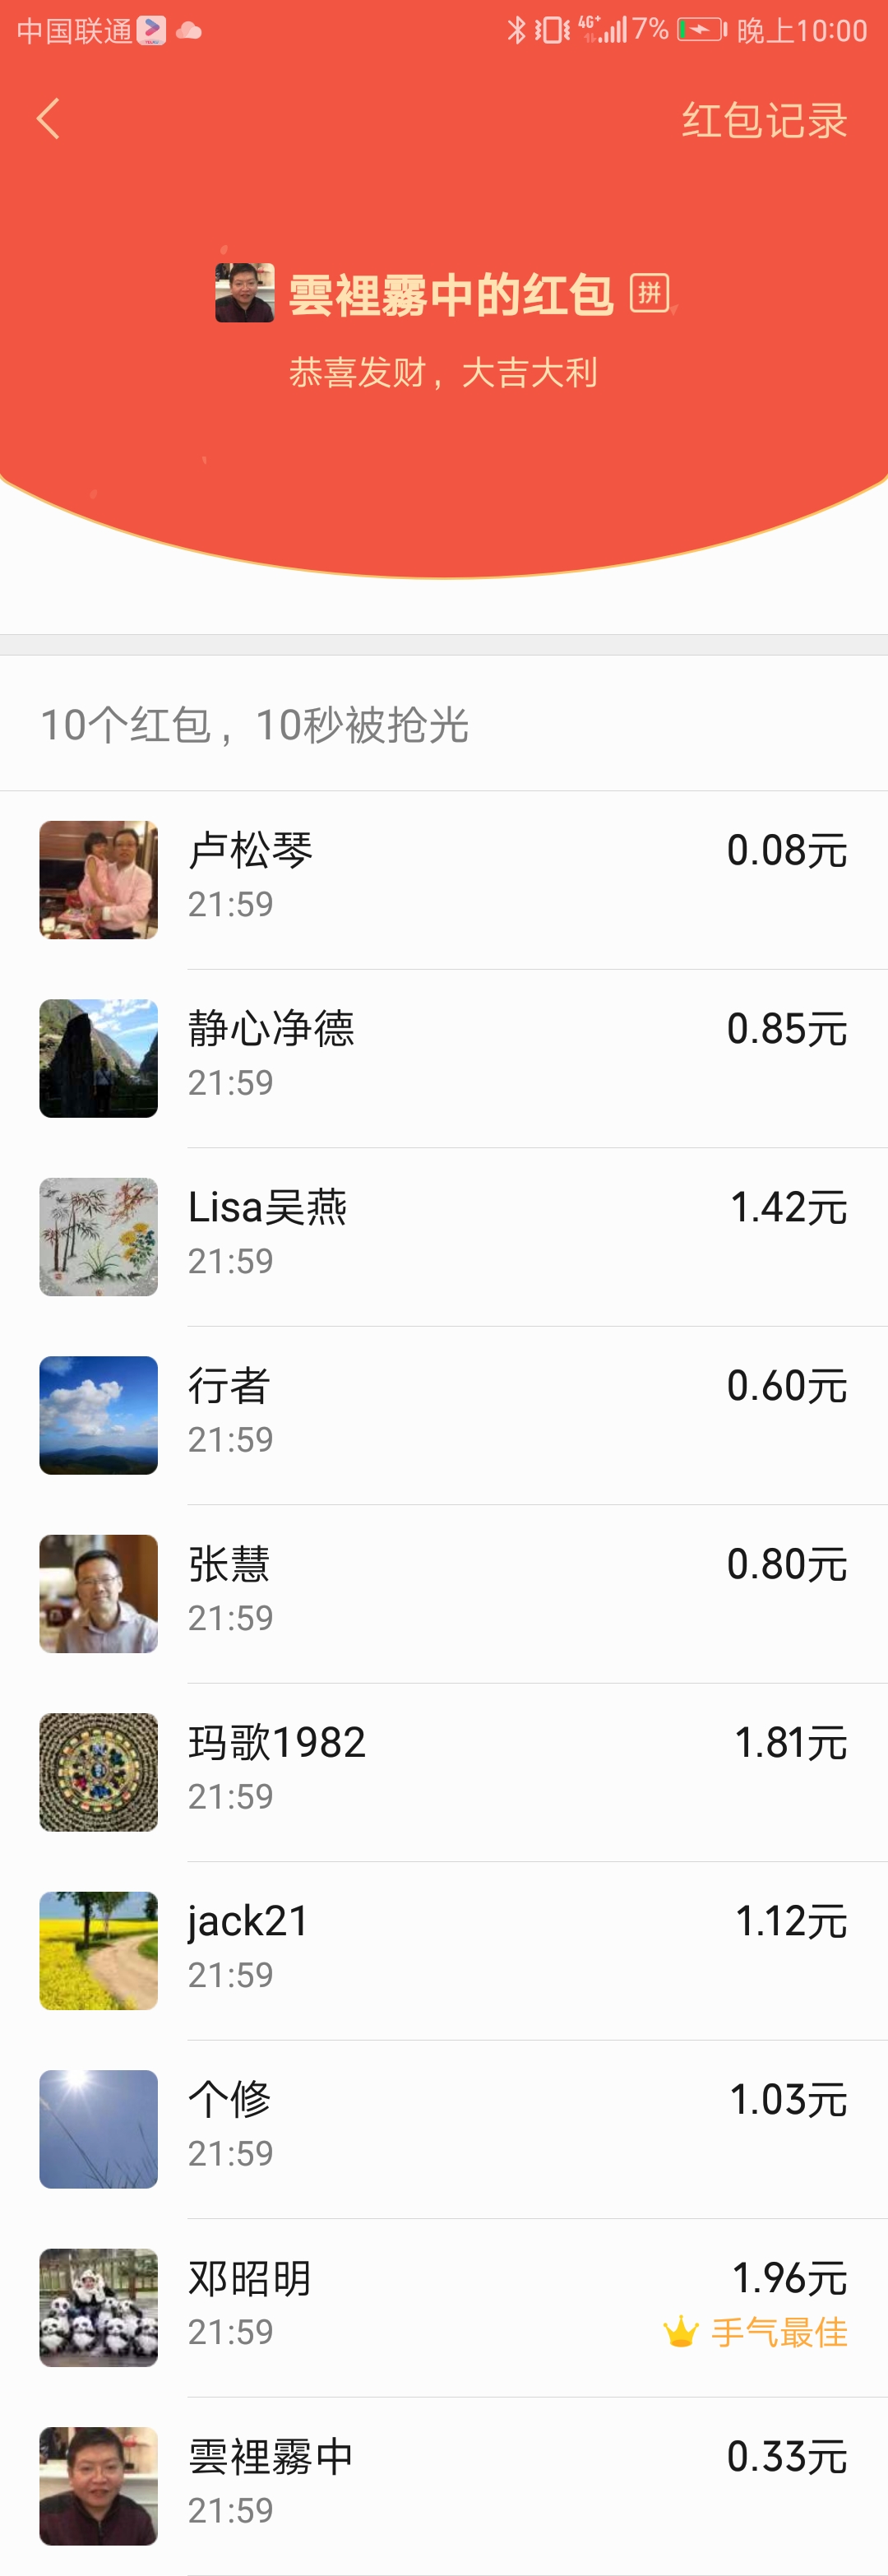 中国联通 4G+ 7% 晚上10:00
红包记录
雲裡霧中的红包 拼
恭喜发财，大吉大利
10个红包，10秒被抢光
卢松琴 0.08元
21:59
静心净德 0.85元
21:59
Lisa吴燕 1.42元
21:59
行者 0.60元
21:59
张慧 0.80元
21:59
玛歌1982 1.81元
21:59
jack21 1.12元
21:59
个修 1.03元
21:59
邓昭明 1.96元
21:59 手气最佳
雲裡霧中 0.33元
21:59